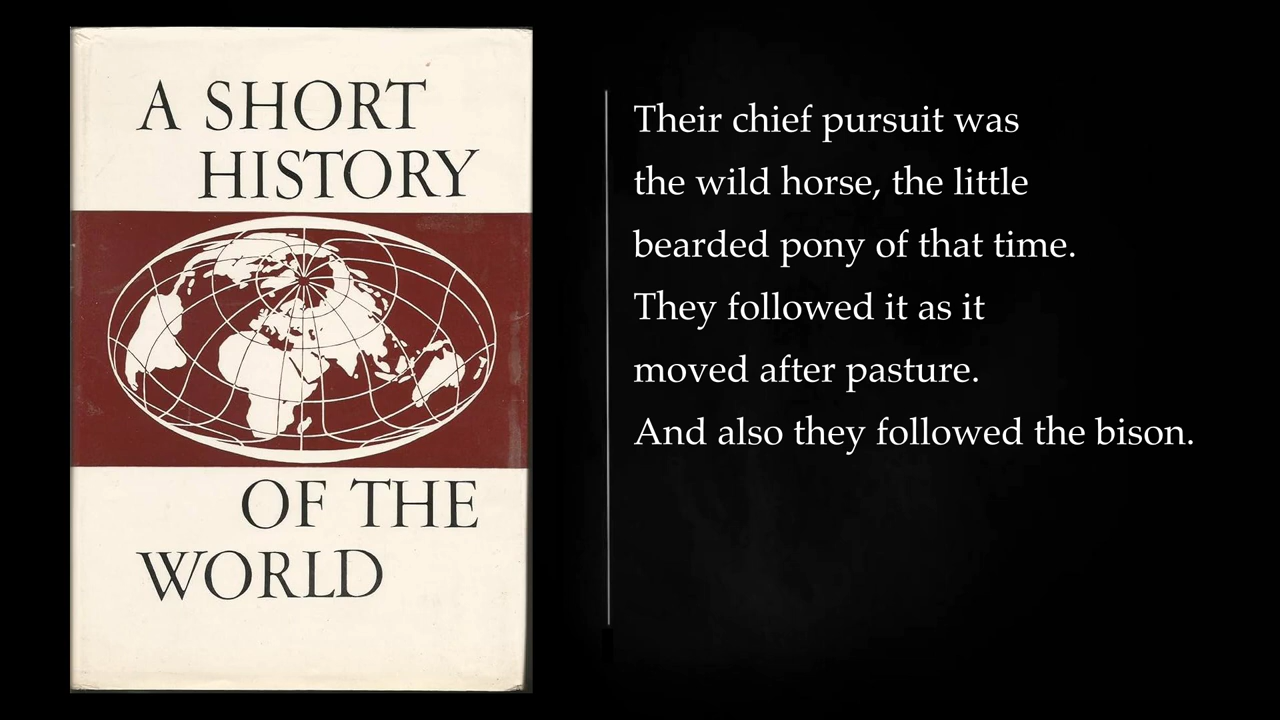 A SHORT
HISTORY
OF THE
WORLD
Their chief pursuit was
the wild horse, the little
bearded pony of that time.
They followed it as it
moved after pasture.
And also they followed the bison.